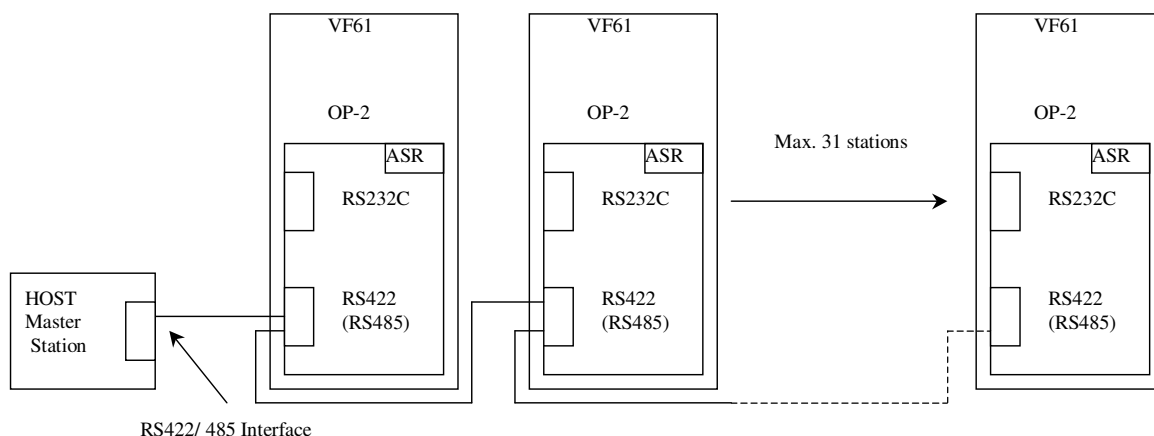 VF61
VF61
VF61
OP-2
OP-2
OP-2
Max. 31 stations
ASR
ASR
ASR
RS232C
RS232C
RS232C
HOST
Master
Station
RS422
(RS485)
RS422
(RS485)
RS422
(RS485)
RS422/ 485 Interface